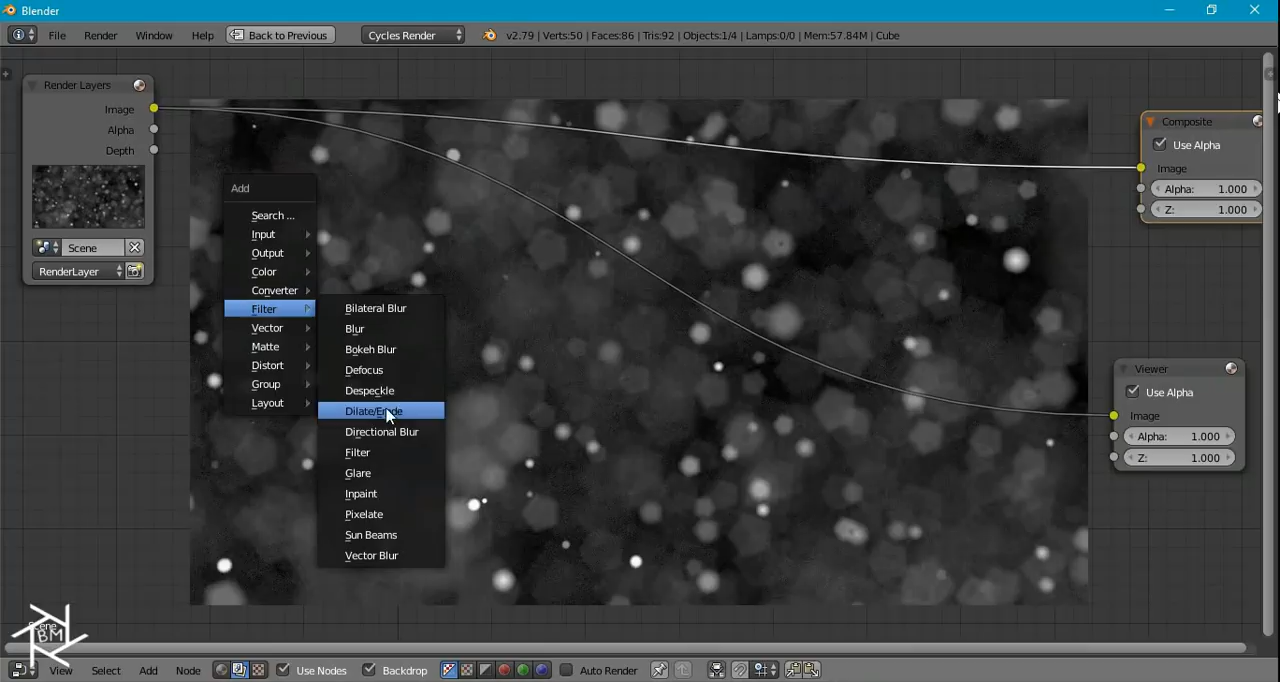 Blender
File Render Window Help Back to Previous Cycles Render v2.79 | Verts:50 | Faces:86 | Tris:92 | Objects:1/4 | Lamps:0/0 | Mem:57.84M | Cube
Render Layers
Image
Alpha
Depth
Scene
RenderLayer
Add
Search ...
Input
Output
Color
Converter
Filter
Vector
Matte
Distort
Group
Layout
Bilateral Blur
Blur
Bokeh Blur
Defocus
Despeckle
Dilate/Erode
Directional Blur
Filter
Glare
Inpaint
Pixelate
Sun Beams
Vector Blur
Composite
Use Alpha
Image
Alpha: 1.000
Z: 1.000
Viewer
Use Alpha
Image
Alpha: 1.000
Z: 1.000
Scene
BM
View Select Add Node Use Nodes Backdrop Auto Render